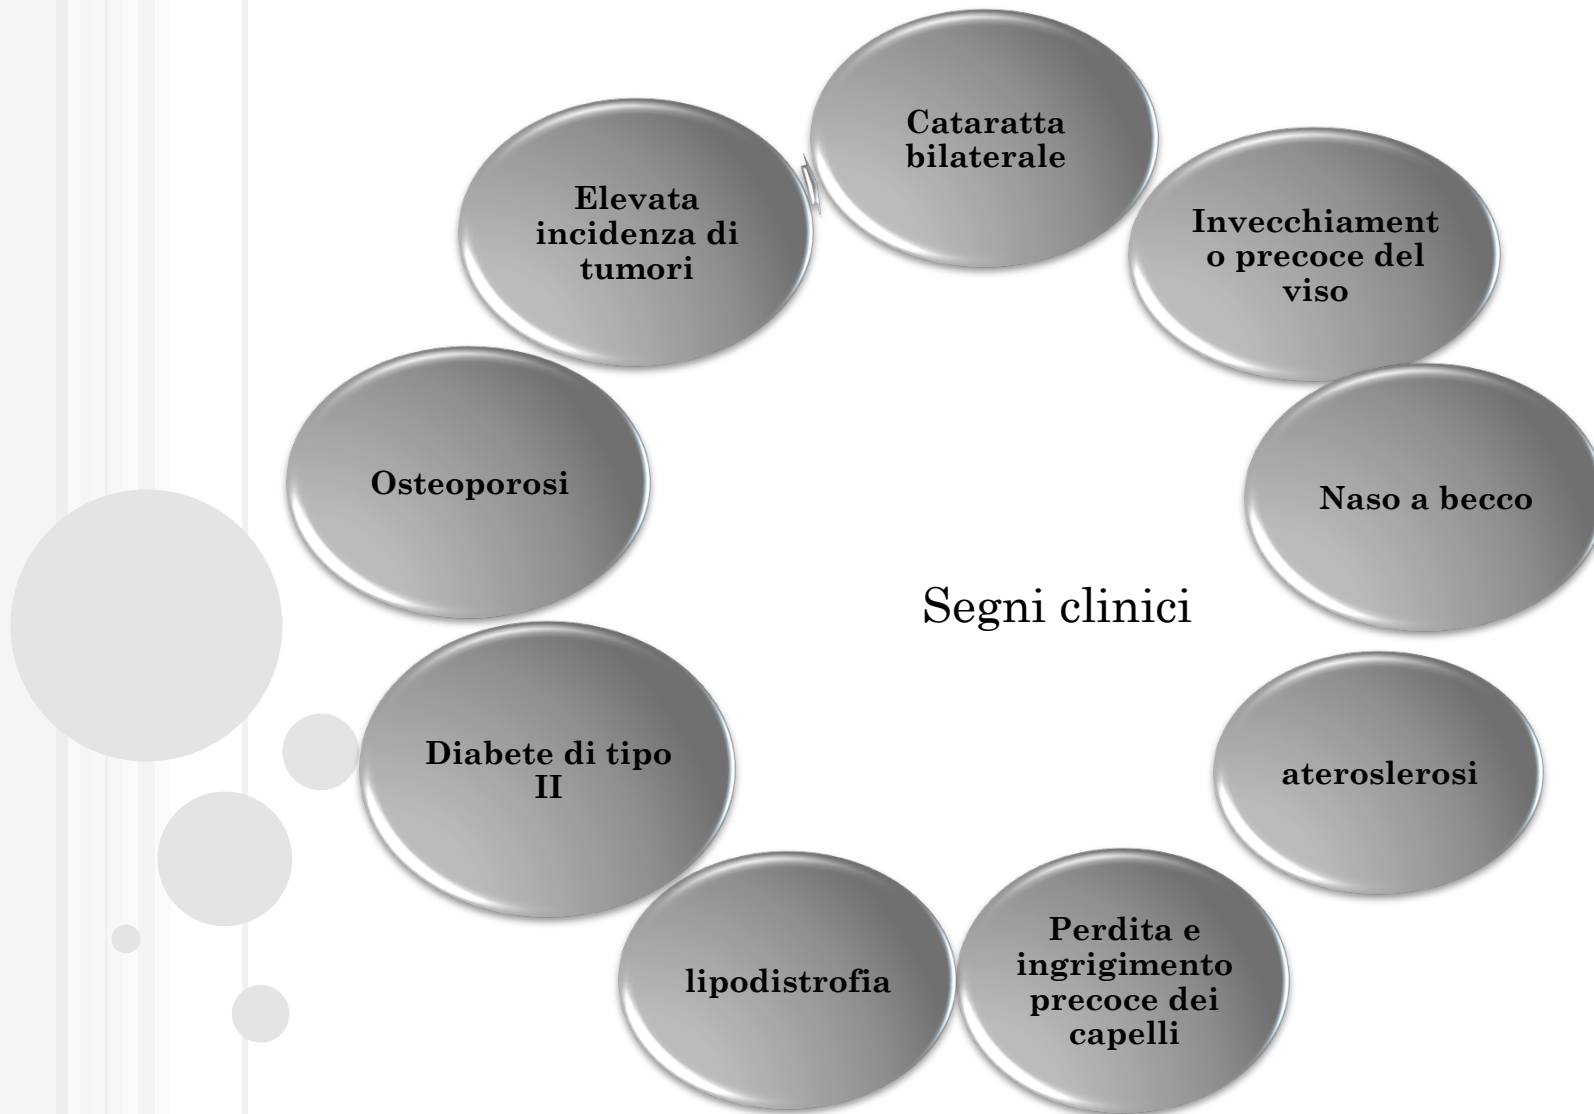 Cataratta
bilaterale
Invecchiament
o precoce del
viso
Naso a becco
ateroslerosi
Perdita e
ingrigimento
precoce dei
capelli
lipodistrofia
Diabete di tipo
II
Osteoporosi
Elevata
incidenza di
tumori
Segni clinici